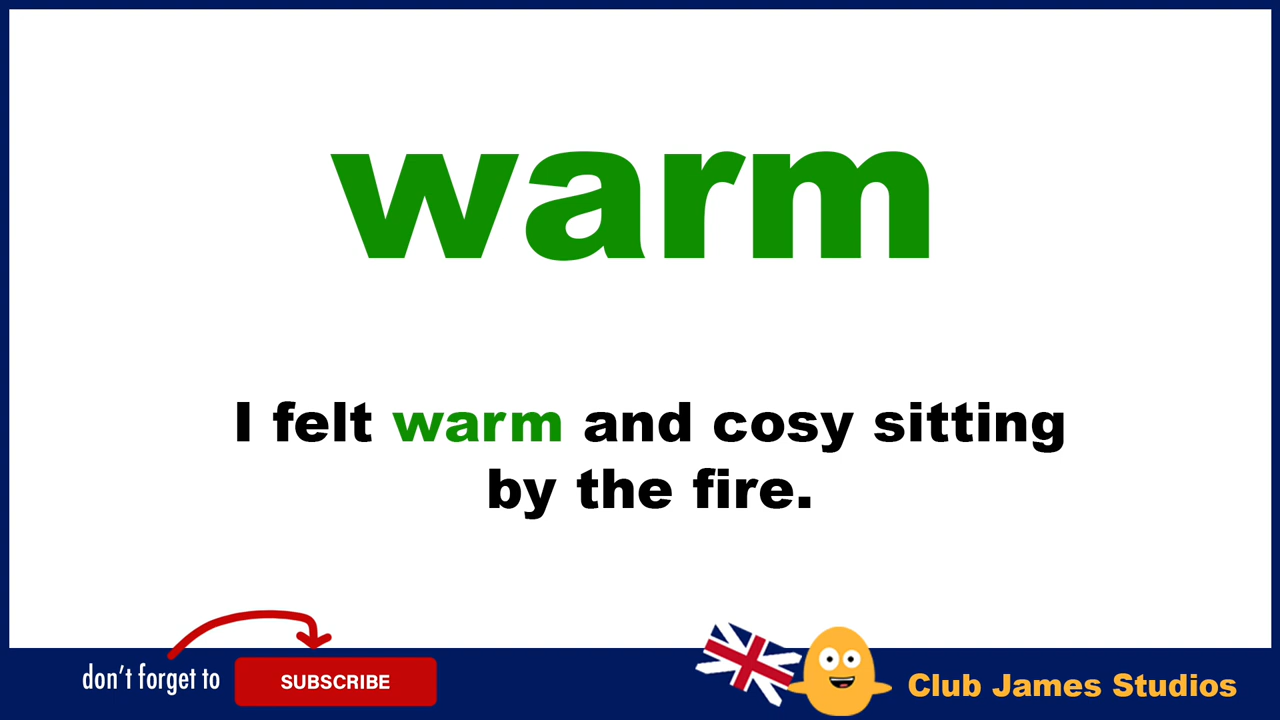 warm
I felt warm and cosy sitting
by the fire.
don't forget to
SUBSCRIBE
Club James Studios